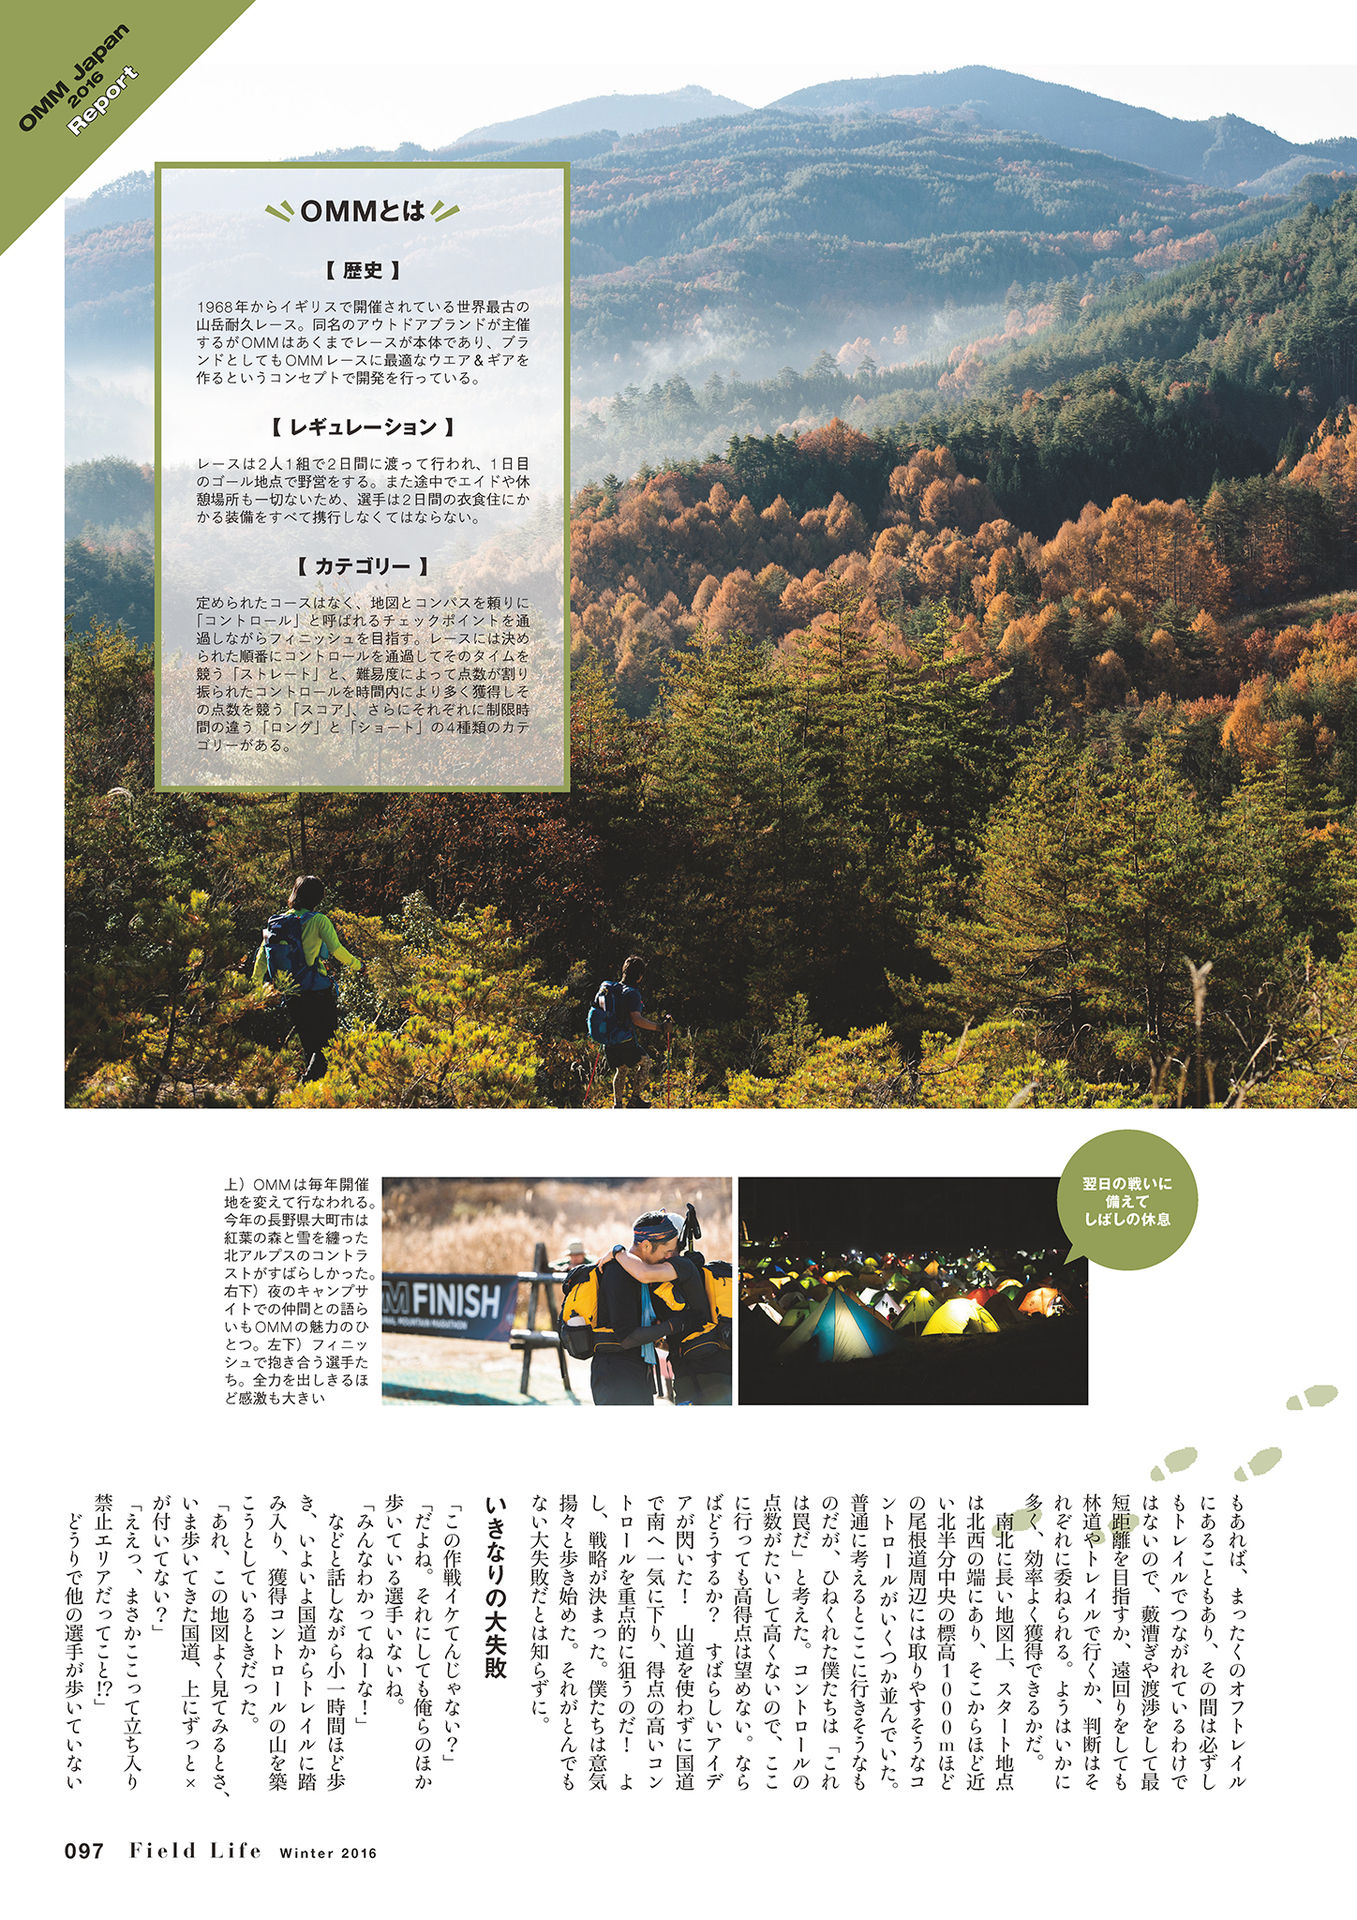 OMM Japan
2016
Report
OMMとは
【 歴史 】
1968年からイギリスで開催されている世界最古の
山岳耐久レース。同名のアウトドアブランドが主催
するがOMMはあくまでレースが本体であり、ブラ
ンドとしてもOMMレースに最適なウエア＆ギアを
作るというコンセプトで開発を行っている。
【 レギュレーション 】
レースは2人1組で2日間に渡って行われ、1日目
のゴール地点で野営をする。また途中でエイドや休
憩場所も一切ないため、選手は2日間の衣食住にか
かる装備をすべて携行しなくてはならない。
【 カテゴリー 】
定められたコースはなく、地図とコンパスを頼りに
「コントロール」と呼ばれるチェックポイントを通
過しながらフィニッシュを目指す。レースには決め
られた順番にコントロールを通過してそのタイムを
競う「ストレート」と、難易度によって点数が割り
振られたコントロールを時間内により多く獲得しそ
の点数を競う「スコア」、さらにそれぞれに制限時
間の違う「ロング」と「ショート」の4種類のカテ
ゴリーがある。
上）OMMは毎年開催
地を変えて行なわれる。
今年の長野県大町市は
紅葉の森と雪を纏った
北アルプスのコントラ
ストがすばらしかった。
右下）夜のキャンプサ
イトでの仲間との語ら
いもOMMの魅力のひ
とつ。左下）フィニッ
シュで抱き合う選手た
ち。全力を出しきるほ
ど感激も大きい
M FINISH
翌日の戦いに
備えて
しばしの休息
もあれば、まったくのオフトレイル
にあることもあり、その間は必ずし
もトレイルでつながれているわけで
はないので、藪漕ぎや渡渉をして最
短距離を目指すか、遠回りをしても
林道やトレイルで行くか、判断はそ
れぞれに委ねられる。ようはいかに
多く、効率よく獲得できるかだ。
南北に長い地図上、スタート地点
は北西の端にあり、そこからほど近
い北半分中央の標高1000mほど
の尾根道周辺には取りやすそうなコ
ントロールがいくつか並んでいた。
普通に考えるとここに行きそうなも
のだが、ひねくれた僕たちは「これ
は罠だ」と考えた。コントロールの
点数がたいして高くないので、ここ
に行っても高得点は望めない。なら
ばどうするか？　すばらしいアイデ
アが閃いた！　山道を使わずに国道
で南へ一気に下り、得点の高いコン
トロールを重点的に狙うのだ！　よ
し、戦略が決まった。僕たちは意気
揚々と歩き始めた。それがとんでも
ない大失敗だとは知らずに。
いきなりの大失敗
「この作戦イケてんじゃない？」
「だよね。それにしても俺らのほか
歩いている選手いないね。
「みんなわかってねーな！」
などと話しながら小一時間ほど歩
き、いよいよ国道からトレイルに踏
み入り、獲得コントロールの山を築
こうとしているときだった。
「あれ、この地図よく見てみるとさ、
いま歩いてきた国道、上にずっと×
が付いてない？」
「ええっ、まさかここって立ち入り
禁止エリアだってこと!?」
どうりで他の選手が歩いていない
097 Field Life Winter 2016